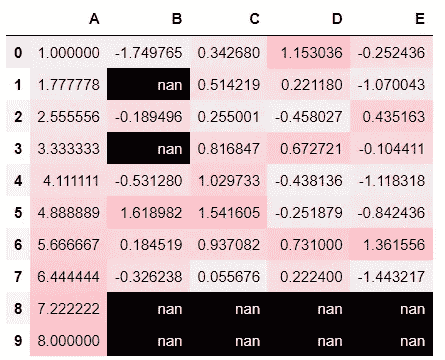 A B C D E
0 1.000000 -1.749765 0.342680 1.153036 -0.252436
1 1.777778 nan 0.514219 0.221180 -1.070043
2 2.555556 -0.189496 0.255001 -0.458027 0.435163
3 3.333333 nan 0.816847 0.672721 -0.104411
4 4.111111 -0.531280 1.029733 -0.438136 -1.118318
5 4.888889 1.618982 1.541605 -0.251879 -0.842436
6 5.666667 0.184519 0.937082 0.731000 1.361556
7 6.444444 -0.326238 0.055676 0.222400 -1.443217
8 7.222222 nan nan nan nan
9 8.000000 nan nan nan nan